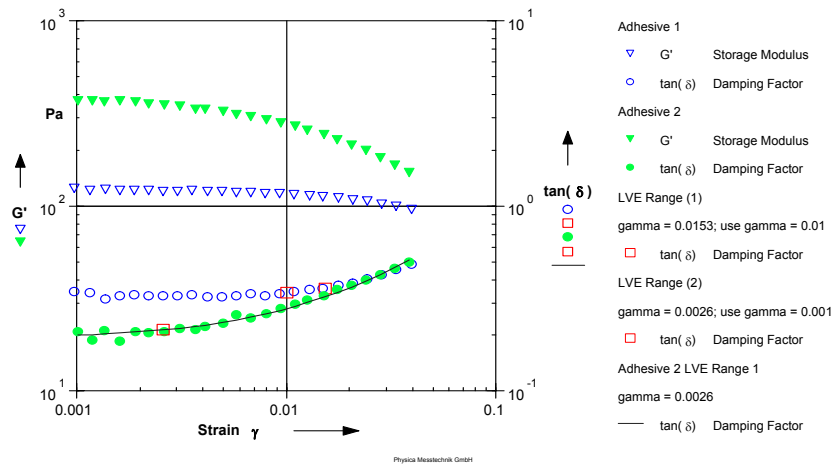 10^3
Pa
G'
10^2
10^1
10^0
tan( δ )
10^-1
0.001
0.01
0.1
Strain γ
Adhesive 1
G' Storage Modulus
tan( δ) Damping Factor
Adhesive 2
G' Storage Modulus
tan( δ) Damping Factor
LVE Range (1)
gamma = 0.0153; use gamma = 0.01
tan( δ) Damping Factor
LVE Range (2)
gamma = 0.0026; use gamma = 0.001
tan( δ) Damping Factor
Adhesive 2 LVE Range 1
gamma = 0.0026
tan( δ) Damping Factor
10^1
Physica Messtechnik GmbH